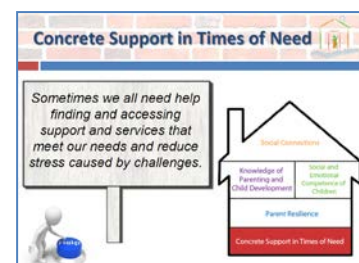 Concrete Support in Times of Need
Sometimes we all need help
finding and accessing
support and services that
meet our needs and reduce
stress caused by challenges.
Social Connections
Knowledge of
Parenting and
Child Development
Social and
Emotional
Competence of
Children
Parent Resilience
Concrete Support in Times of Need